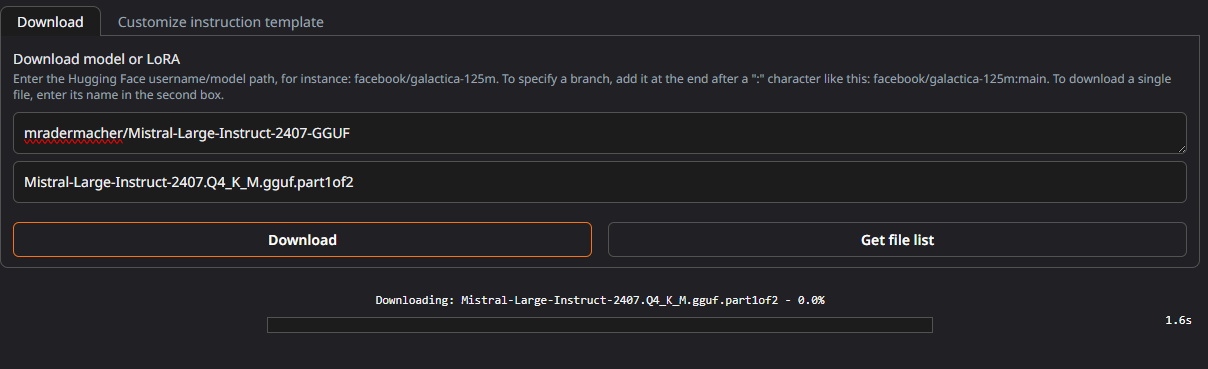 Download
Customize instruction template
Download model or LoRA
Enter the Hugging Face username/model path, for instance: facebook/galactica-125m. To specify a branch, add it at the end after a ":" character like this: facebook/galactica-125m:main. To download a single
file, enter its name in the second box.
mradermacher/Mistral-Large-Instruct-2407-GGUF
Mistral-Large-Instruct-2407.Q4_K_M.gguf.part1of2
Download
Get file list
Downloading: Mistral-Large-Instruct-2407.Q4_K_M.gguf.part1of2 - 0.0%
1.6s